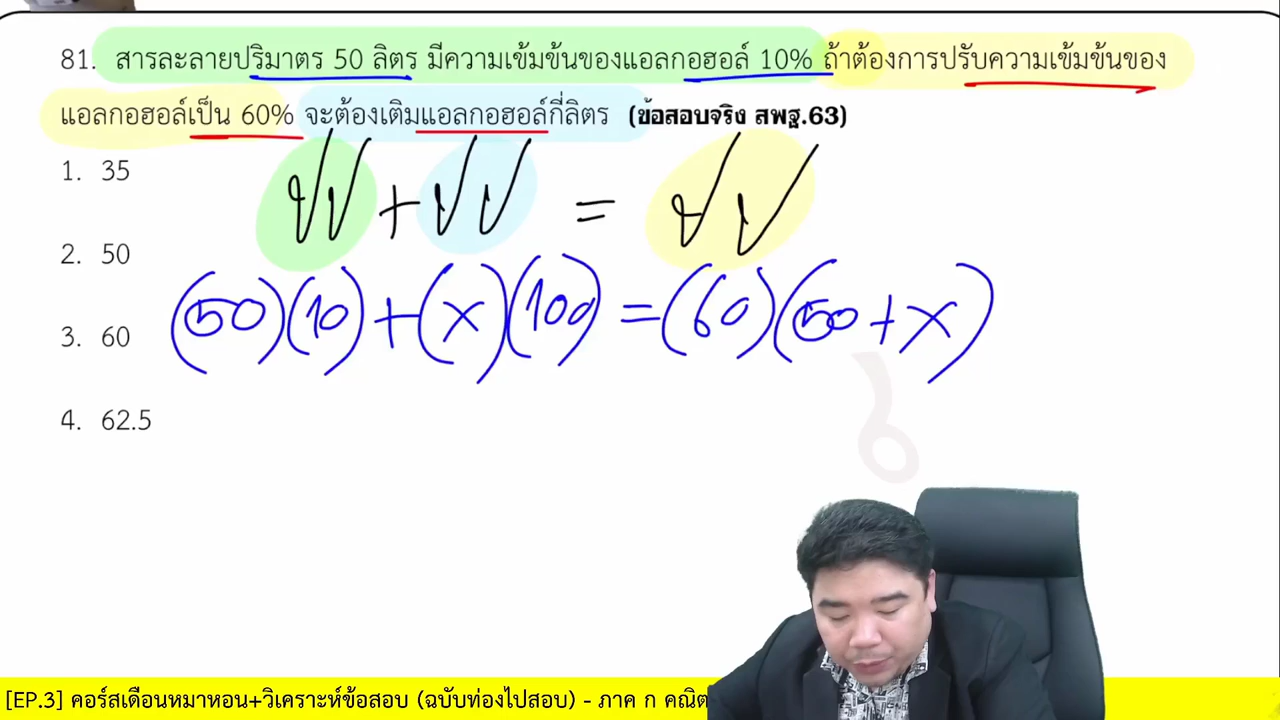 81. สารละลายปริมาตร 50 ลิตร มีความเข้มข้นของแอลกอฮอล์ 10% ถ้าต้องการปรับความเข้มข้นของ
แอลกอฮอล์เป็น 60% จะต้องเติมแอลกอฮอล์กี่ลิตร (ข้อสอบจริง สพฐ.63)
1. 35
ป ป + ป ป = ป ป
2. 50
(50)(10)+(x)(100)=(60)(50+x)
3. 60
4. 62.5
[EP.3] คอร์สเดือนหมาหอน+วิเคราะห์ข้อสอบ (ฉบับท่องไปสอบ) - ภาค ก คณิต